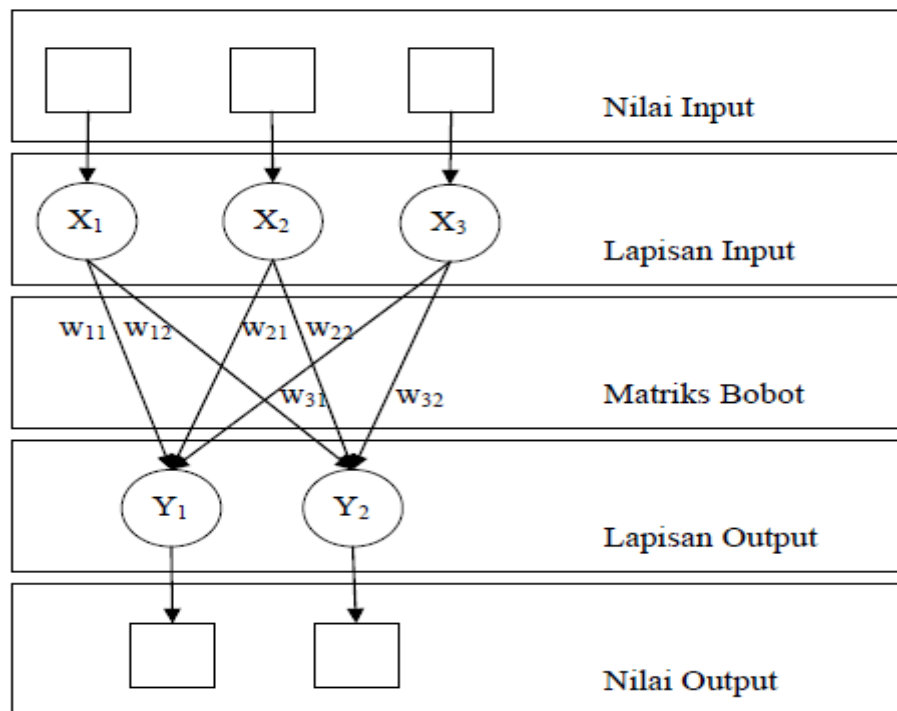 Nilai Input
X₁ X₂ X₃
Lapisan Input
w₁₁ w₁₂ w₂₁ w₂₂
w₃₁ w₃₂
Matriks Bobot
Y₁ Y₂
Lapisan Output
Nilai Output